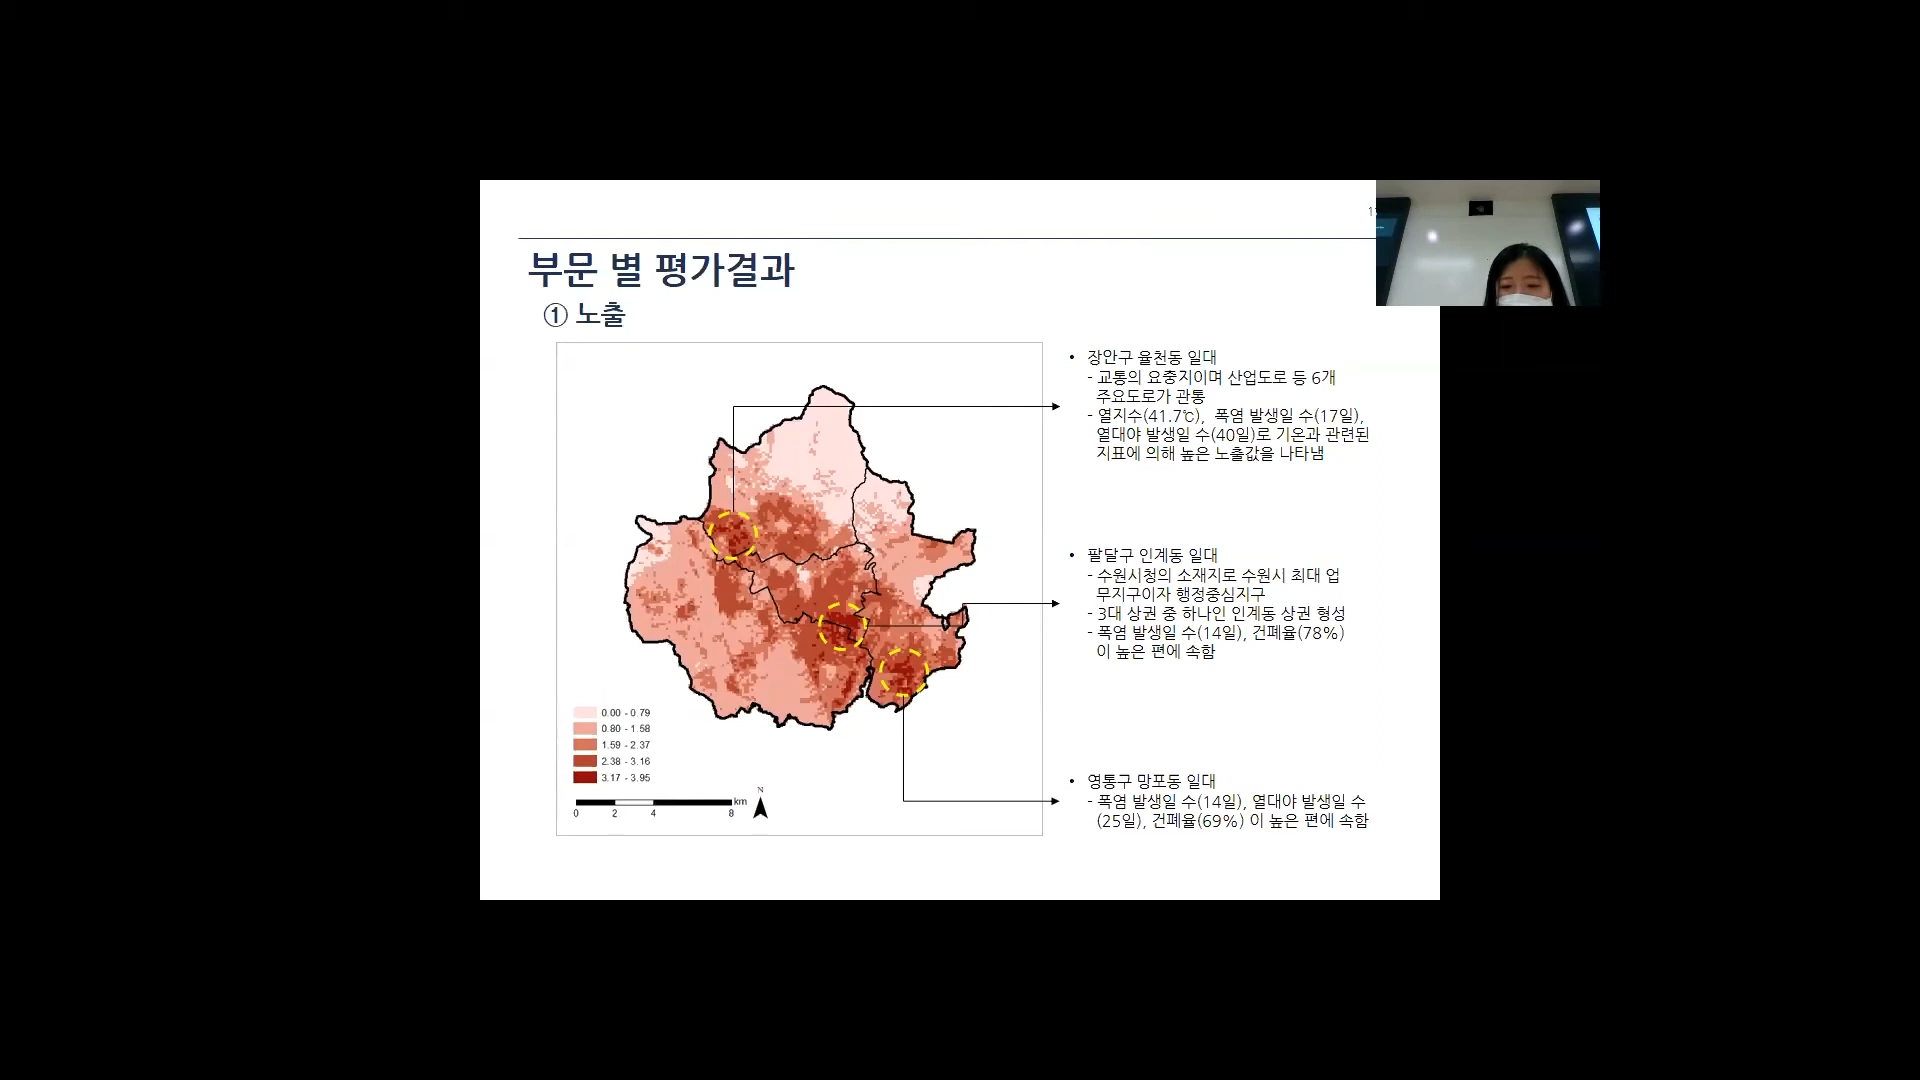 부문 별 평가결과
① 노출
• 장안구 율천동 일대
- 교통의 요충지이며 산업도로 등 6개
주요도로가 관통
- 열지수(41.7℃), 폭염 발생일 수(17일),
열대야 발생일 수(40일)로 기온과 관련된
지표에 의해 높은 노출값을 나타냄
• 팔달구 인계동 일대
- 수원시청의 소재지로 수원시 최대 업
무지구이자 행정중심지구
- 3대 상권 중 하나인 인계동 상권 형성
- 폭염 발생일 수(14일), 건폐율(78%)
이 높은 편에 속함
• 영통구 망포동 일대
- 폭염 발생일 수(14일), 열대야 발생일 수
(25일), 건폐율(69%) 이 높은 편에 속함
0.00 - 0.79
0.80 - 1.58
1.59 - 2.37
2.38 - 3.16
3.17 - 3.95
N
km
0 2 4 8